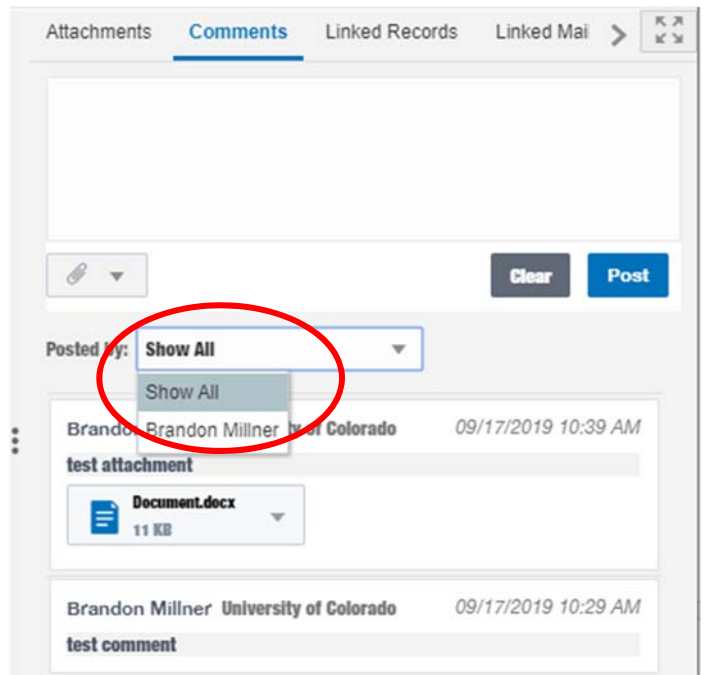 Attachments Comments Linked Records Linked Mai
Clear Post
Posted by: Show All
Show All
Brandon Millner
Brando y of Colorado 09/17/2019 10:39 AM
test attachment
Document.docx
11 KB
Brandon Millner University of Colorado 09/17/2019 10:29 AM
test comment